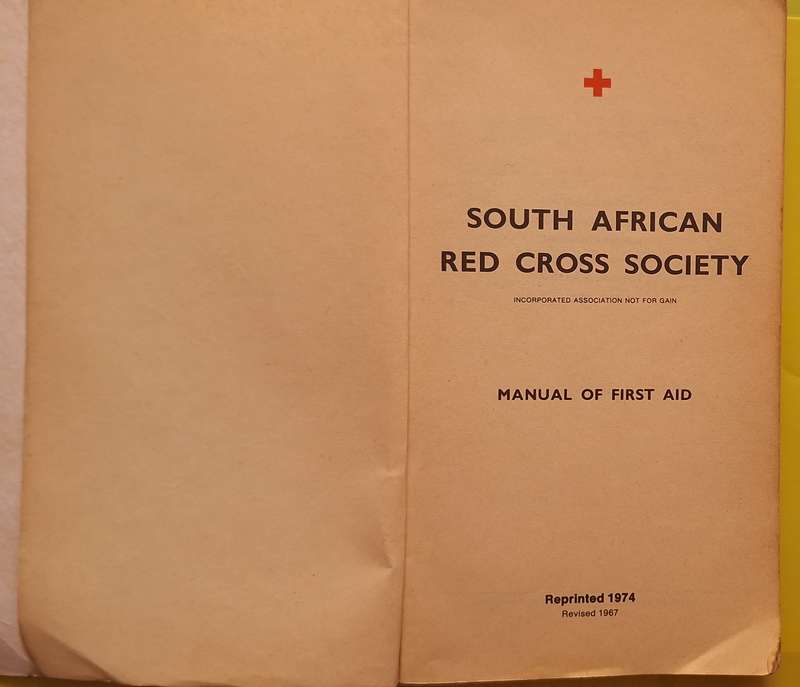 SOUTH AFRICAN
RED CROSS SOCIETY
INCORPORATED ASSOCIATION NOT FOR GAIN
MANUAL OF FIRST AID
Reprinted 1974
Revised 1967